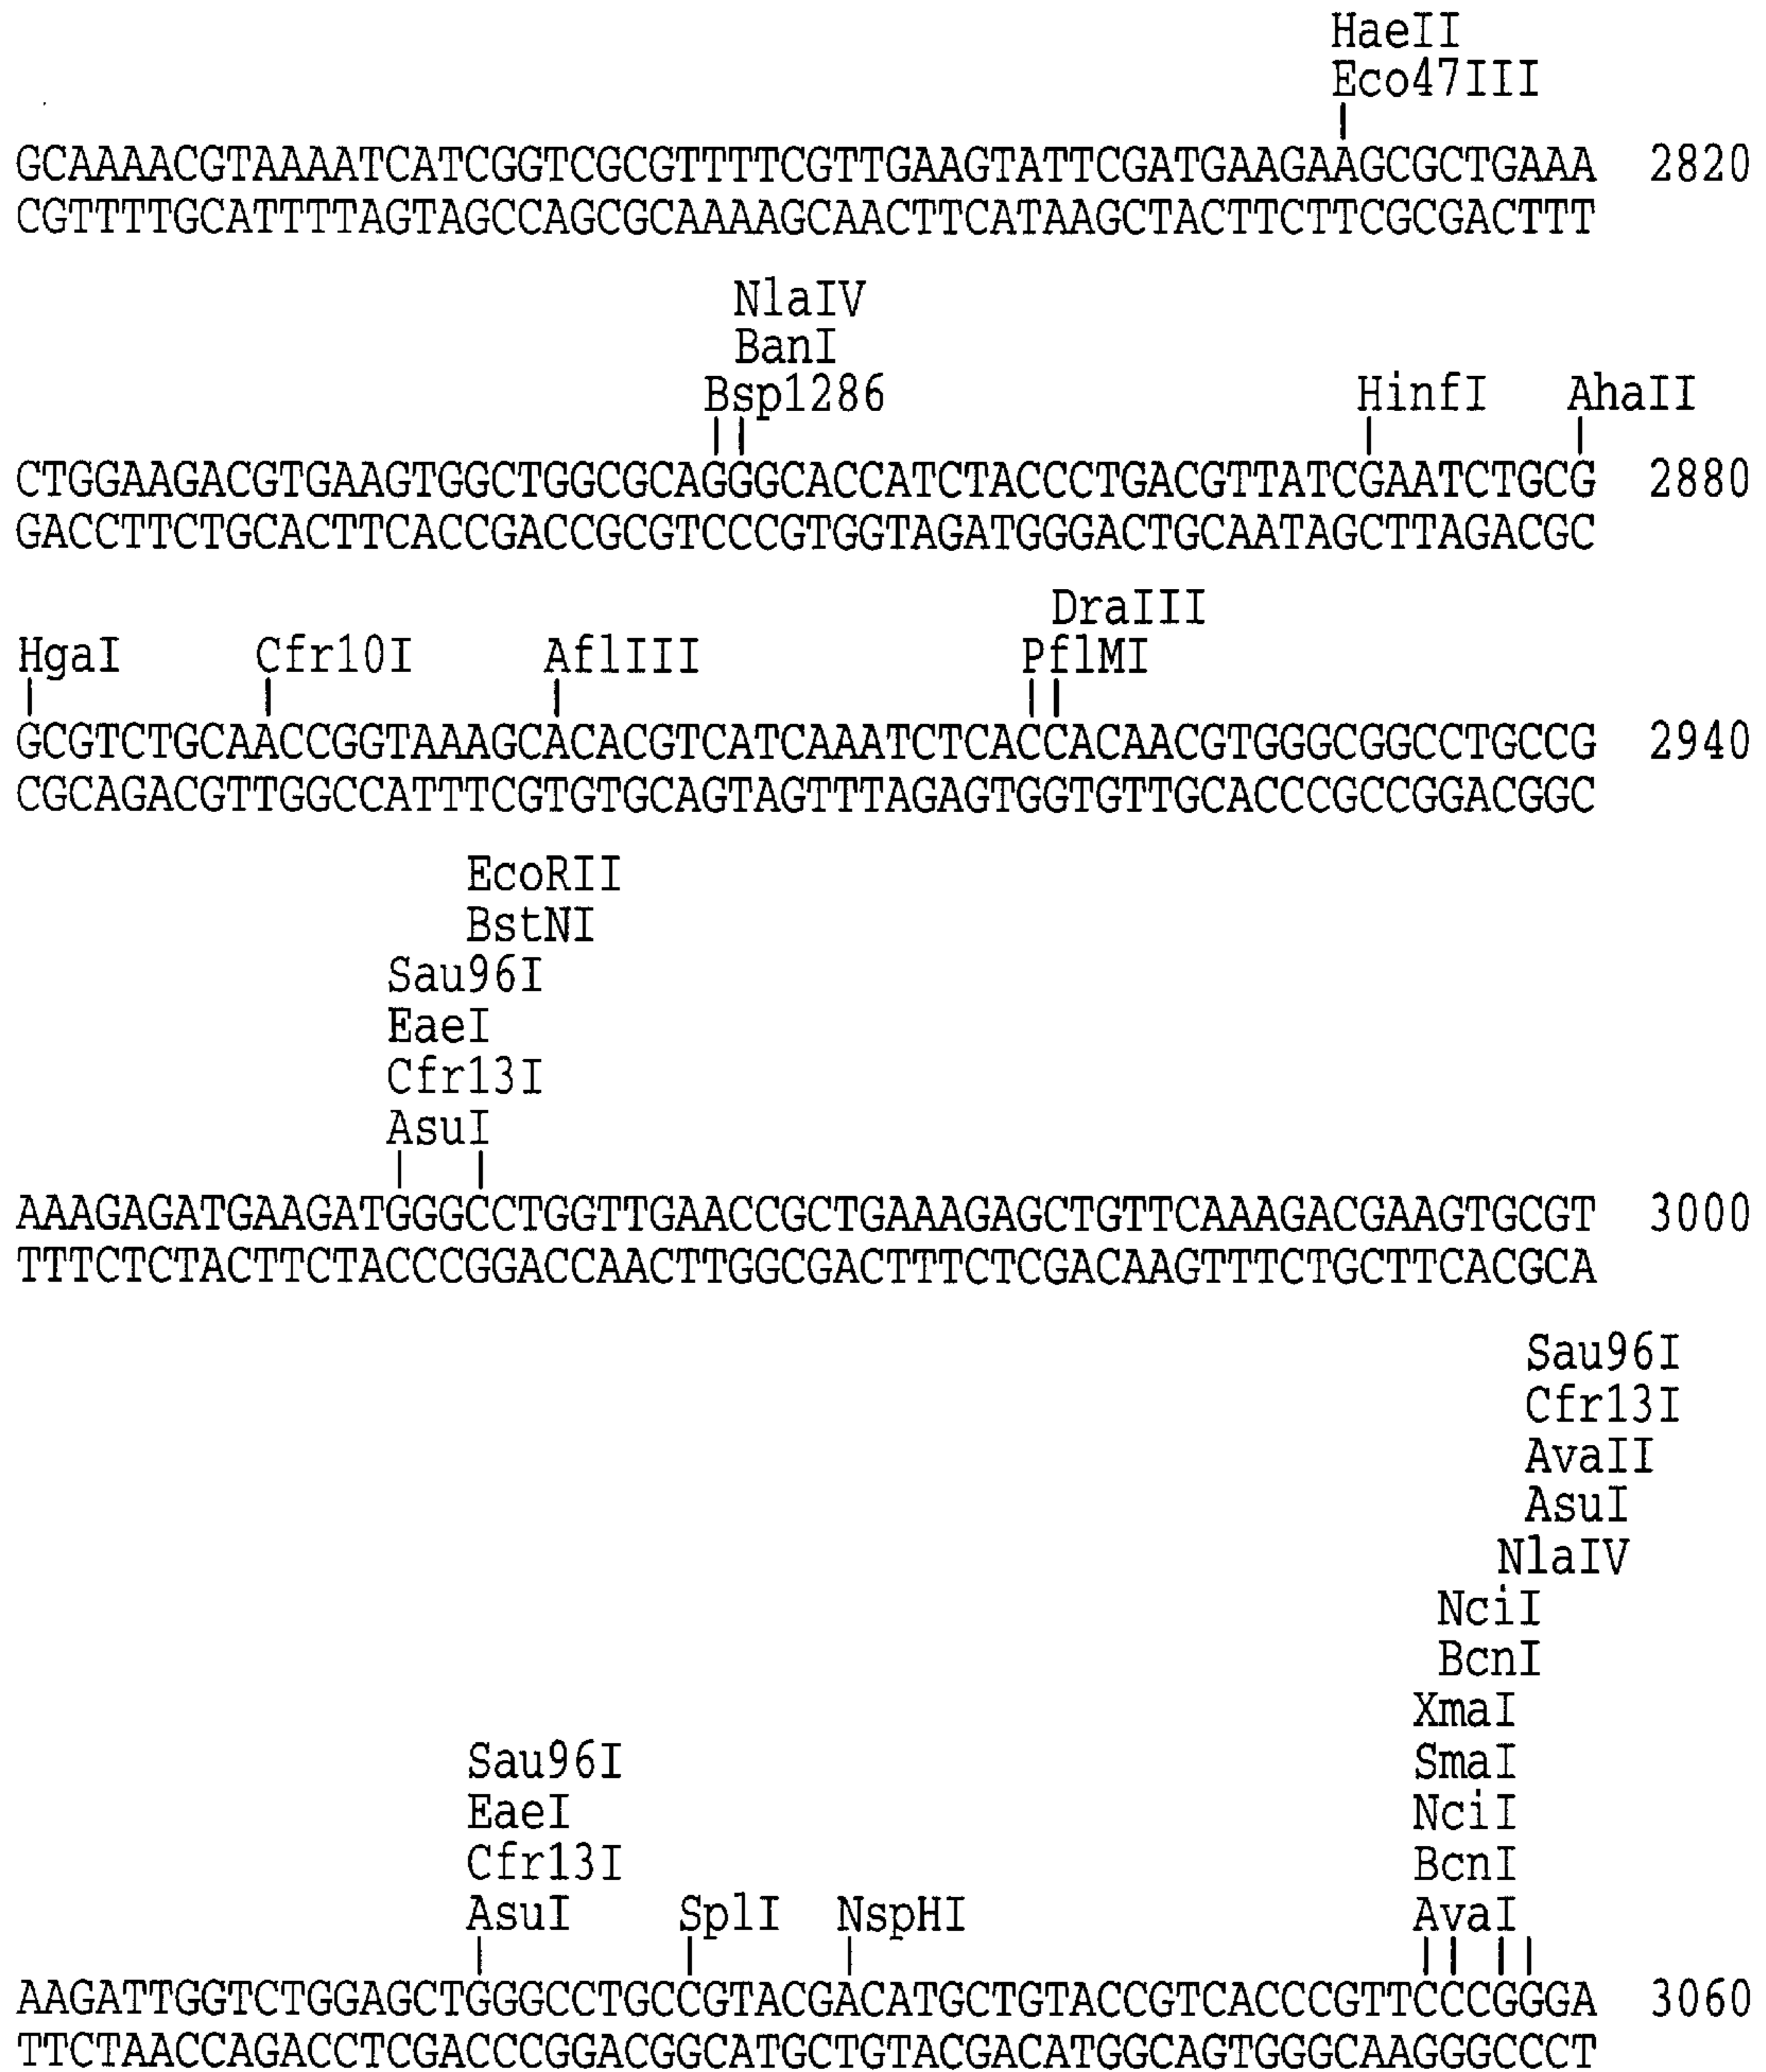 HaeII
Eco47III
GCAAAACGTAAAATCATCGGTCGCGTTTTCGTTGAAGTATTCGATGAAGAAGCGCTGAAA 2820
CGTTTTGCATTTTAGTAGCCAGCGCAAAAGCAACTTCATAAGCTACTTCTTCGCGACTTT
NlaIV
BanI
Bsp1286 HinfI AhaII
CTGGAAGACGTGAAGTGGCTGGCGCAGGGCACCATCTACCCTGACGTTATCGAATCTGCG 2880
GACCTTCTGCACTTCACCGACCGCGTCCCGTGGTAGATGGGACTGCAATAGCTTAGACGC
DraIII
HgaI Cfr10I AflIII PflMI
GCGTCTGCAACCGGTAAAGCACACGTCATCAAATCTCACCACAACGTGGGCGGCCTGCCG 2940
CGCAGACGTTGGCCATTTCGTGTGCAGTAGTTTAGAGTGGTGTTGCACCCGCCGGACGGC
EcoRII
BstNI
Sau96I
EaeI
Cfr13I
AsuI
AAAGAGATGAAGATGGGCCTGGTTGAACCGCTGAAAGAGCTGTTCAAAGACGAAGTGCGT 3000
TTTCTCTACTTCTACCCGGACCAACTTGGCGACTTTCTCGACAAGTTTCTGCTTCACGCA
Sau96I
Cfr13I
AvaII
AsuI
NlaIV
NciI
BcnI
XmaI
Sau96I SmaI
EaeI NciI
Cfr13I BcnI
AsuI SplI NspHI AvaI
AAGATTGGTCTGGAGCTGGGCCTGCCGTACGACATGCTGTACCGTCACCCGTTCCCGGGA 3060
TTCTAACCAGACCTCGACCCGGACGGCATGCTGTACGACATGGCAGTGGGCAAGGGCCCT